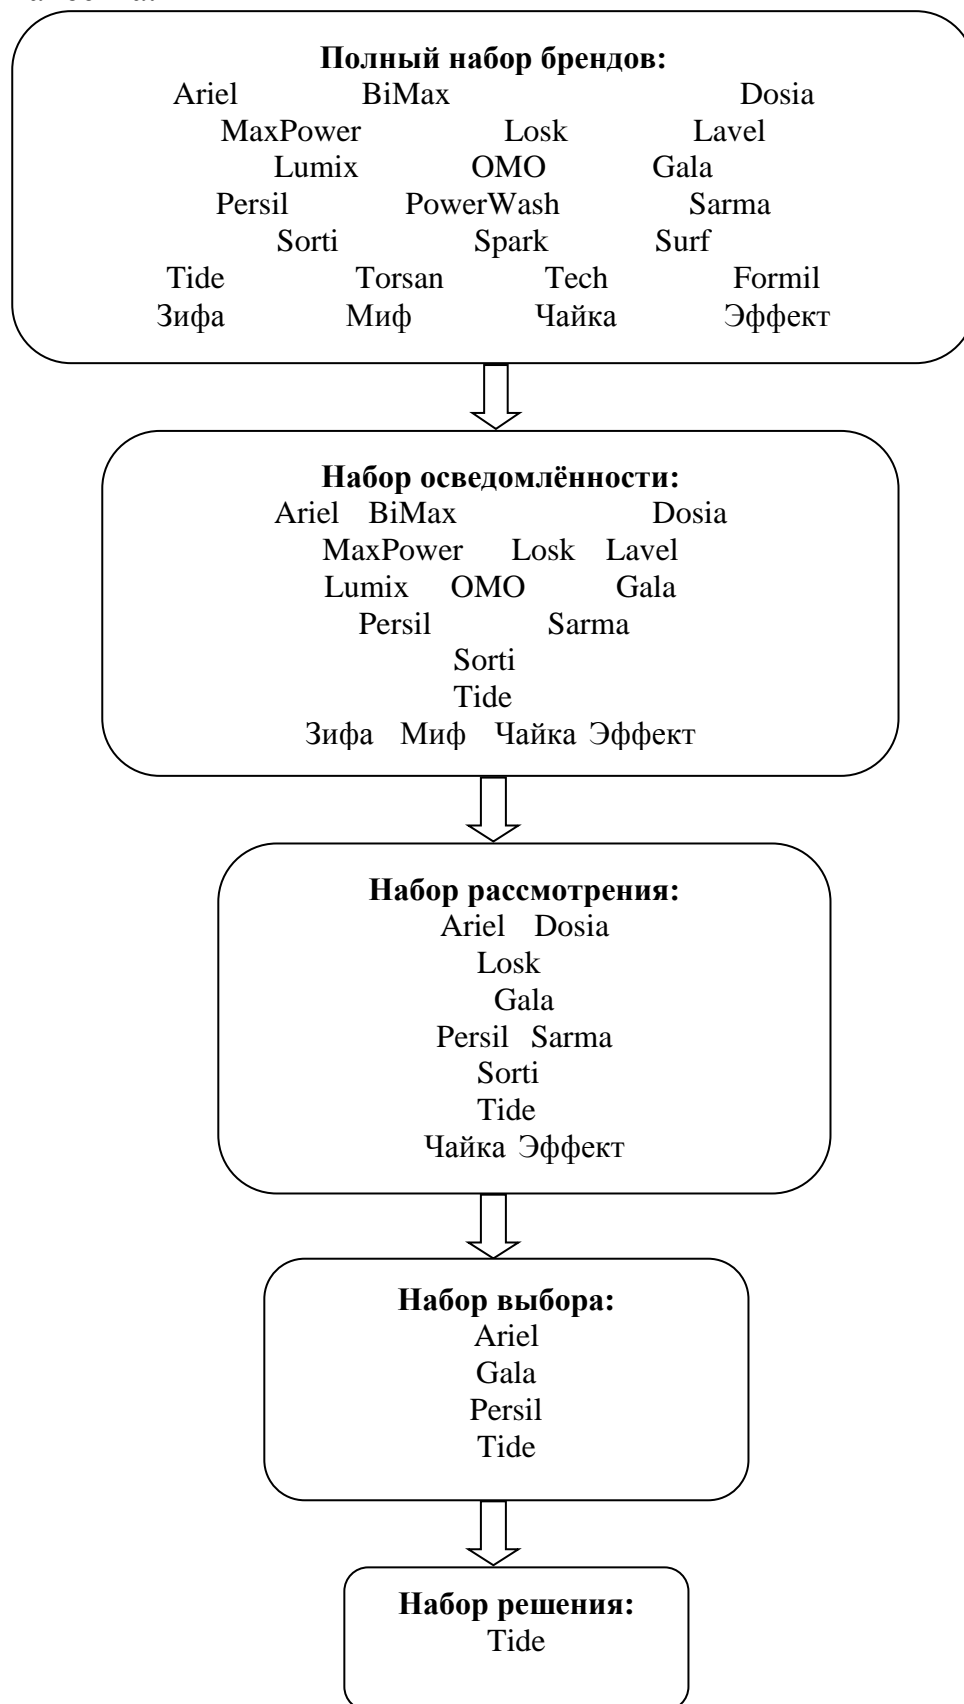 Полный набор брендов:
Ariel BiMax Dosia
MaxPower Losk Lavel
Lumix OMO Gala
Persil PowerWash Sarma
Sorti Spark Surf
Tide Torsan Tech Formil
Зифа Миф Чайка Эффект
Набор осведомлённости:
Ariel BiMax Dosia
MaxPower Losk Lavel
Lumix OMO Gala
Persil Sarma
Sorti
Tide
Зифа Миф Чайка Эффект
Набор рассмотрения:
Ariel Dosia
Losk
Gala
Persil Sarma
Sorti
Tide
Чайка Эффект
Набор выбора:
Ariel
Gala
Persil
Tide
Набор решения:
Tide